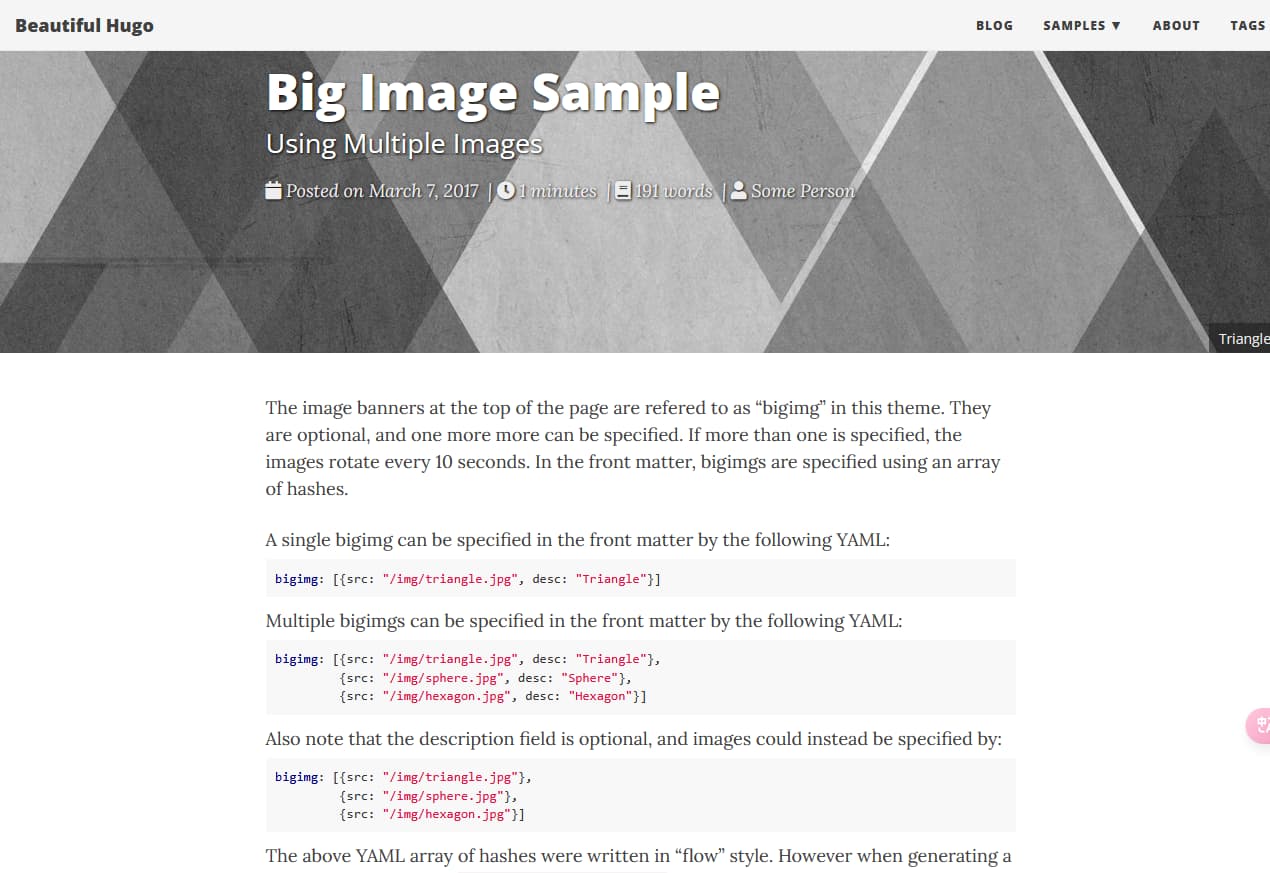 Beautiful Hugo
BLOG SAMPLES ▼ ABOUT TAGS
Big Image Sample
Using Multiple Images
Posted on March 7, 2017 | 1 minutes | 191 words | Some Person
Triangle
The image banners at the top of the page are refered to as “bigimg” in this theme. They
are optional, and one more more can be specified. If more than one is specified, the
images rotate every 10 seconds. In the front matter, bigimgs are specified using an array
of hashes.
A single bigimg can be specified in the front matter by the following YAML:
bigimg: [{src: "/img/triangle.jpg", desc: "Triangle"}]
Multiple bigimgs can be specified in the front matter by the following YAML:
bigimg: [{src: "/img/triangle.jpg", desc: "Triangle"},
{src: "/img/sphere.jpg", desc: "Sphere"},
{src: "/img/hexagon.jpg", desc: "Hexagon"}]
Also note that the description field is optional, and images could instead be specified by:
bigimg: [{src: "/img/triangle.jpg"},
{src: "/img/sphere.jpg"},
{src: "/img/hexagon.jpg"}]
The above YAML array of hashes were written in “flow” style. However when generating a